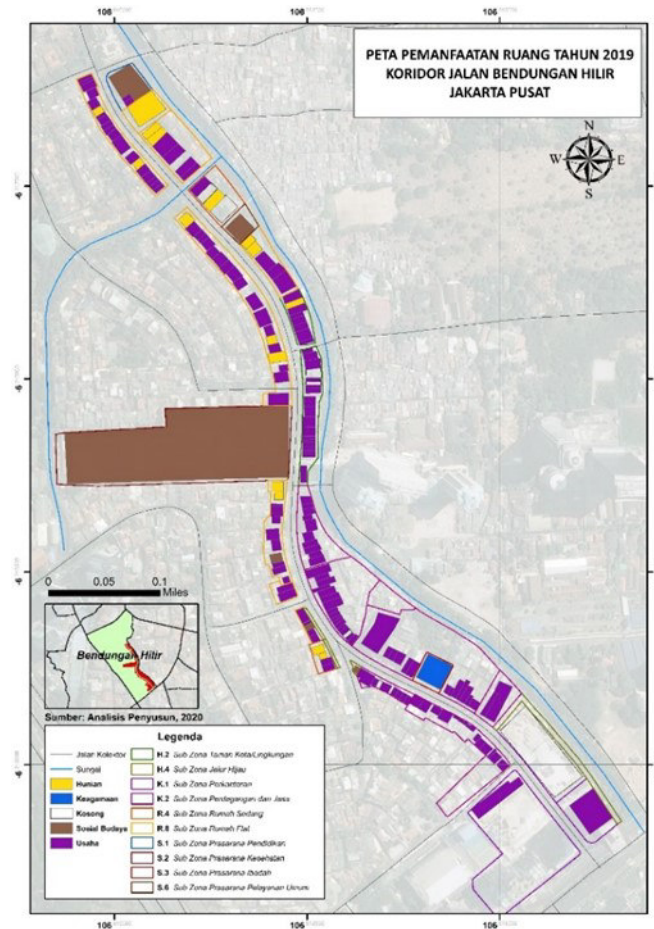 PETA PEMANFAATAN RUANG TAHUN 2019
KORIDOR JALAN BENDUNGAN HILIR
JAKARTA PUSAT
N
W E
S
0 0.05 0.1
Miles
Bendungan Hilir
Sumber: Analisis Penyusun, 2020
Legenda
Jalan Kolektor
Sungai
Hunian
Keagamaan
Kosong
Sosial Budaya
Usaha
H.2 Sub Zona Taman Kota/Lingkungan
H.4 Sub Zona Jalur Hijau
K.1 Sub Zona Perkantoran
K.2 Sub Zona Perdagangan dan Jasa
R.4 Sub Zona Rumah Sedang
Sub Zona Rumah Flat
S.1 Sub Zona Prasarana Pendidikan
S.2 Sub Zona Prasarana Kesehatan
S.3 Sub Zona Prasarana Ibadah
S.6 Sub Zona Prasarana Pelayanan Umum